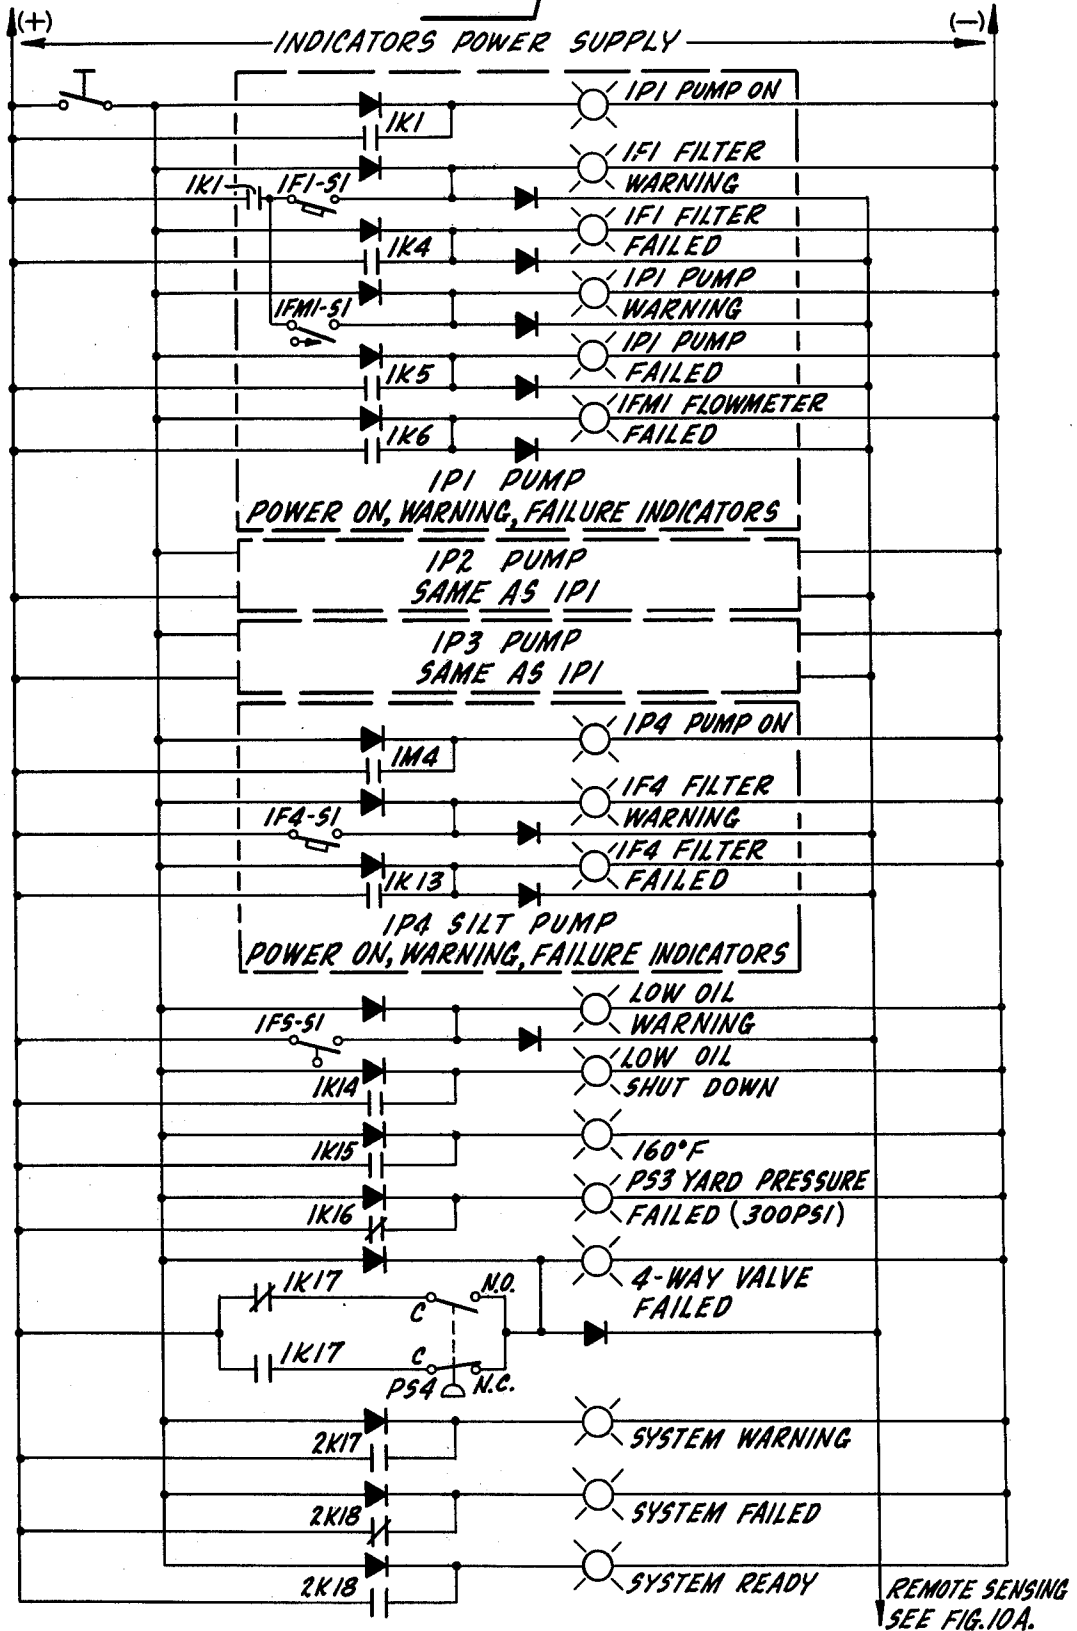 (+)
(—)
INDICATORS POWER SUPPLY
1P1 PUMP ON
1K1
1F1 FILTER
WARNING
1K1
1F1-S1
1F1 FILTER
FAILED
1K4
1P1 PUMP
WARNING
1FM1-S1
1P1 PUMP
FAILED
1K5
1FM1 FLOWMETER
FAILED
1K6
1P1 PUMP
POWER ON, WARNING, FAILURE INDICATORS
1P2 PUMP
SAME AS 1P1
1P3 PUMP
SAME AS 1P1
1P4 PUMP ON
1M4
1F4 FILTER
WARNING
1F4-S1
1F4 FILTER
FAILED
1K13
1P4 SILT PUMP
POWER ON, WARNING, FAILURE INDICATORS
LOW OIL
WARNING
1FS-S1
LOW OIL
SHUT DOWN
1K14
1K15
160°F
PS3 YARD PRESSURE
FAILED (300PSI)
1K16
4-WAY VALVE
FAILED
1K17
N.O.
C
1K17
C
PS4
N.C.
SYSTEM WARNING
2K17
SYSTEM FAILED
2K18
SYSTEM READY
2K18
REMOTE SENSING
SEE FIG. 10A.